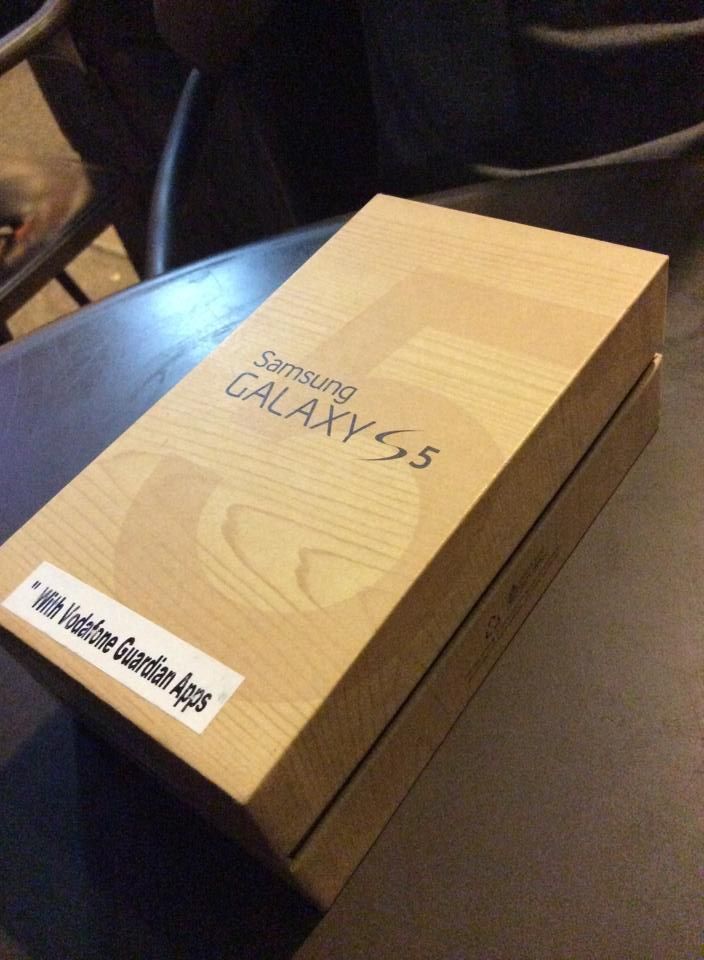 Samsung
GALAXY S5
"With Vodafone Guardian Apps